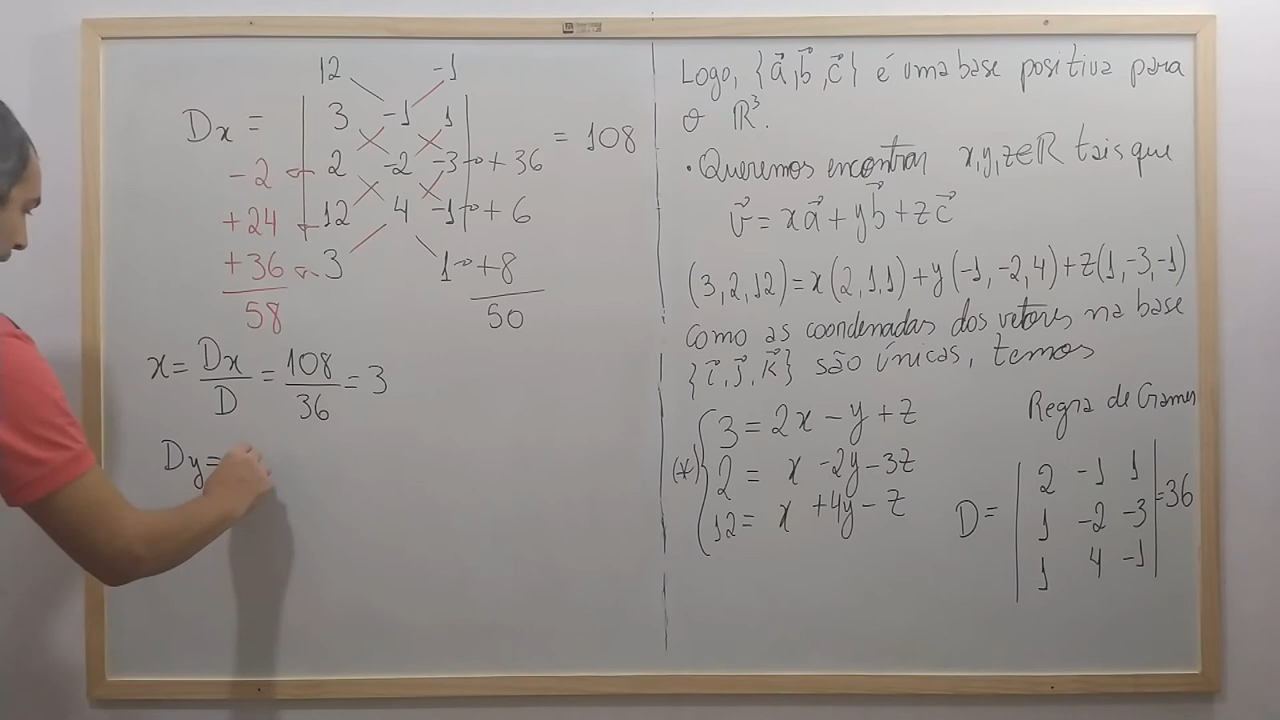 12 -1
Dx = | 3 -1 1 | = 108
-2 2 -2 -3 → + 36
+24 12 4 -1 → + 6
+36 3 1 → +8
58 50
x = Dx/D = 108/36 = 3
Dy =
Logo, {a⃗, b⃗, c⃗} é uma base positiva para
o ℝ³.
• Queremos encontrar x,y,z∈ℝ tais que
v⃗ = xa⃗ + yb⃗ + zc⃗
(3,2,12) = x(2,1,1) + y(-1,-2,4) + z(1,-3,-1)
Como as coordenadas dos vetores na base
{i⃗, j⃗, k⃗} são únicas, temos
Regra de Cramer
3 = 2x - y + z
(*) { 2 = x - 2y - 3z
12 = x + 4y - z
2 -1 1
D = | 1 -2 -3 | = 36
1 4 -1